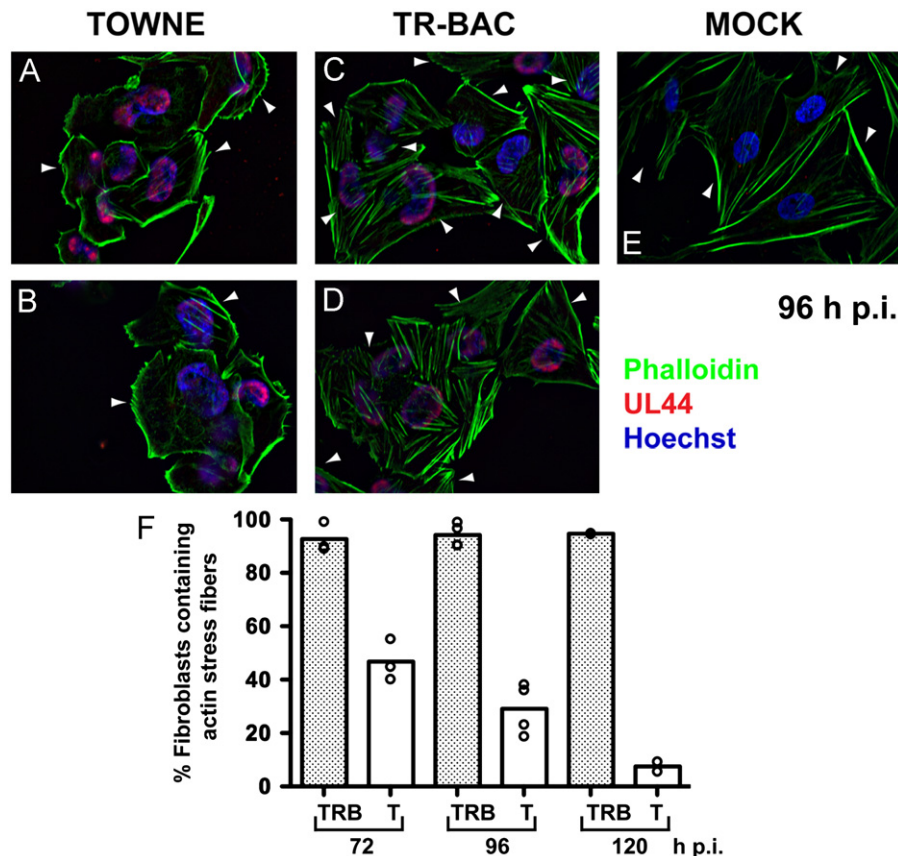 TOWNE TR-BAC MOCK
A C E
B D
96 h p.i.
Phalloidin
UL44
Hoechst
F
% Fibroblasts containing
actin stress fibers
100
80
60
40
20
0
TRB T TRB T TRB T
72 96 120 h p.i.